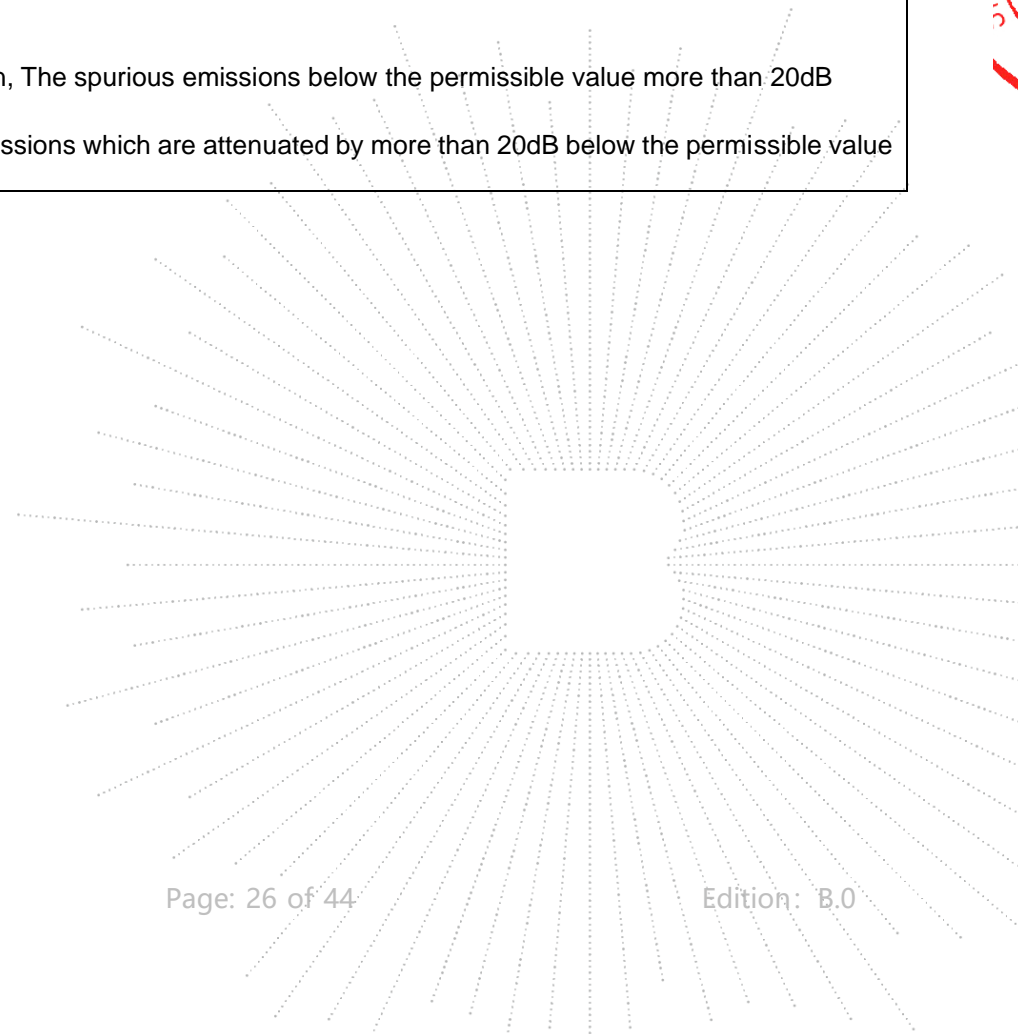 The spurious emissions below the permissible value more than 20dB
which are attenuated by more than 20dB below the permissible value
Page: 26 of 44 Edition: B.0